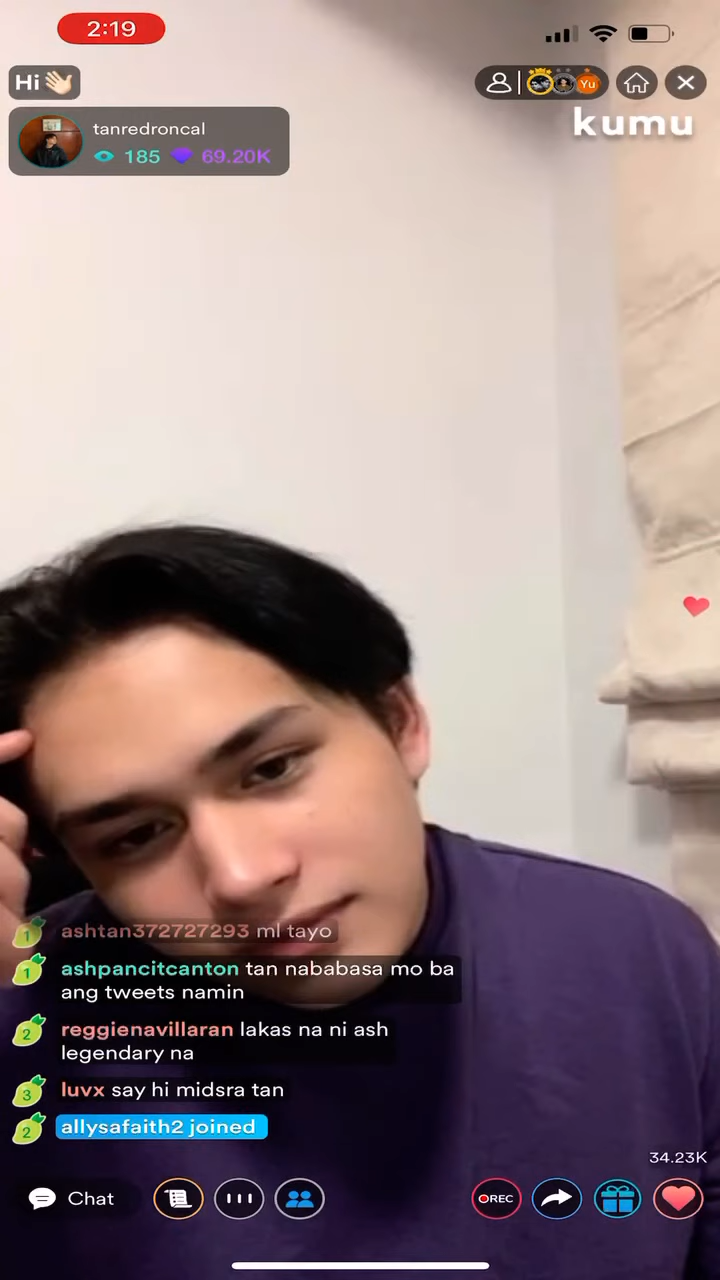 2:19
Hi👋🏻
Yu
kumu
tanredroncal
185 69.20K
1 ashtan372727293 ml tayo
1 ashpancitcanton tan nababasa mo ba
ang tweets namin
2 reggienavillaran lakas na ni ash
legendary na
3 luvx say hi midsra tan
2 allysafaith2 joined
34.23K
Chat
REC